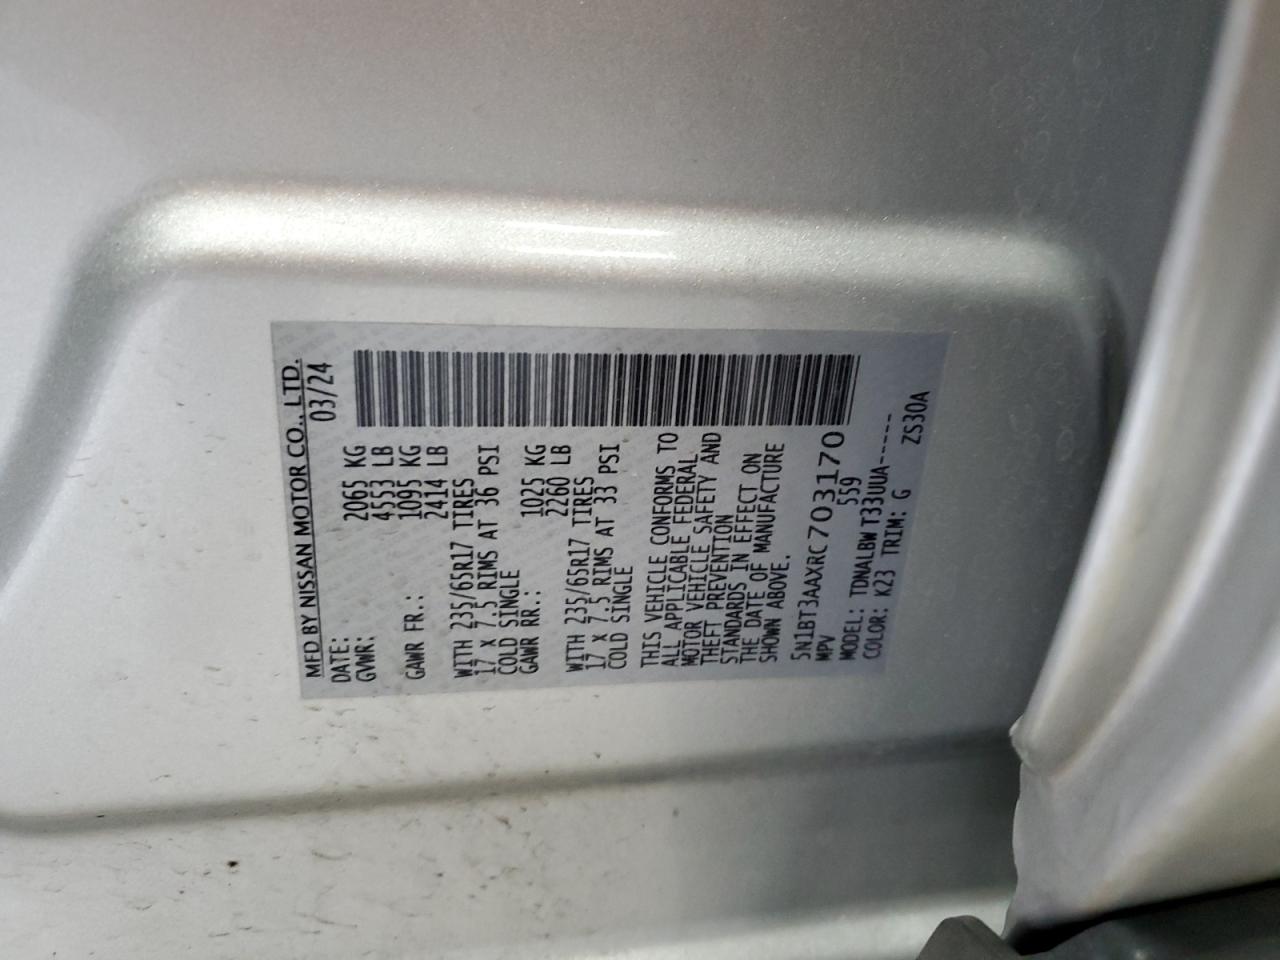 MFD BY NISSAN MOTOR CO., LTD.
DATE: 03/24
GVWR: 2065 KG
4553 LB
GAWR FR.: 1095 KG
2414 LB
WITH 235/65R17 TIRES
17 X 7.5 RIMS AT 36 PSI
COLD SINGLE
GAWR RR.: 1025 KG
2260 LB
WITH 235/65R17 TIRES
17 X 7.5 RIMS AT 33 PSI
COLD SINGLE
THIS VEHICLE CONFORMS TO
ALL APPLICABLE FEDERAL
MOTOR VEHICLE SAFETY AND
THEFT PREVENTION
STANDARDS IN EFFECT ON
THE DATE OF MANUFACTURE
SHOWN ABOVE.
5N1BT3AAXRC703170
MPV 559
MODEL: TDNALBW T33UUA-----
COLOR: K23 TRIM: G
ZS30A